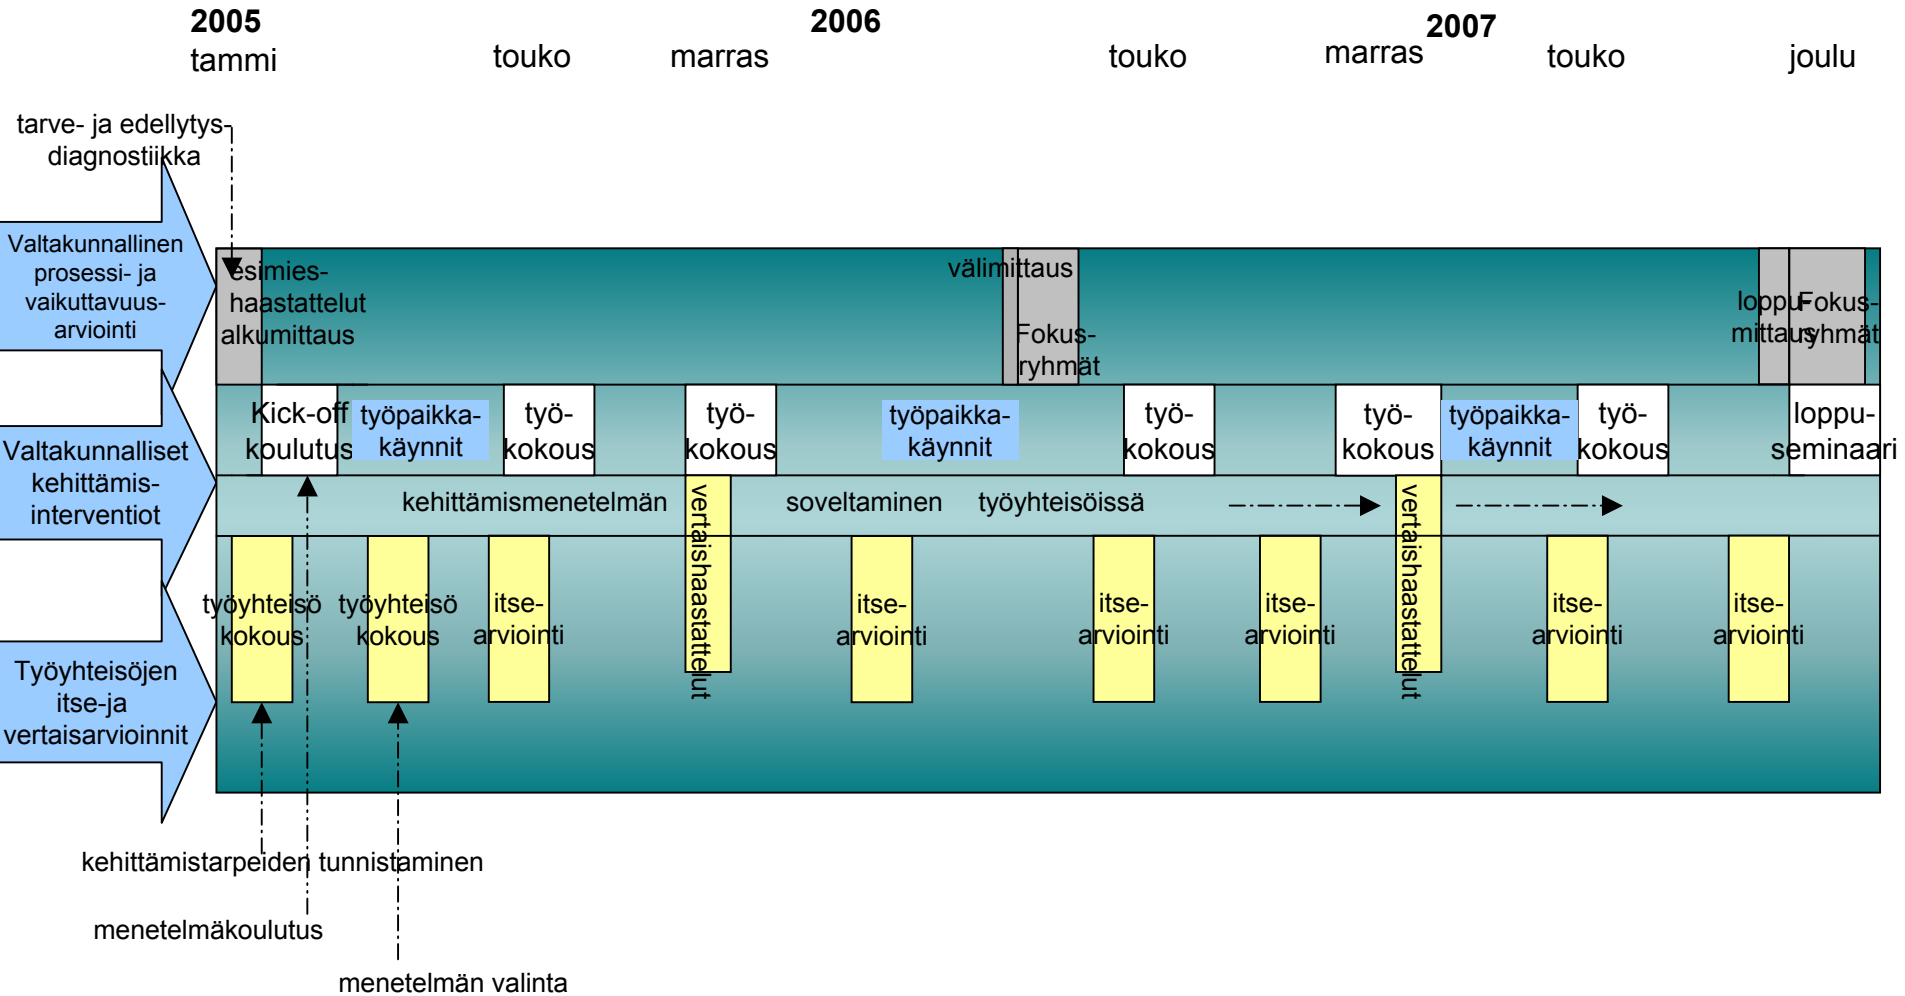 2005
2006
2007
tammi
touko
marras
touko
marras
touko
joulu
tarve- ja edellytys-
diagnostiikka
Valtakunnallinen
prosessi- ja
vaikuttavuus-
arviointi
esimies-
haastattelut
alkumittaus
välimittaus
Fokus-
ryhmät
loppu-
mittaus
Fokus-
ryhmät
Valtakunnalliset
kehittämis-
interventiot
Kick-off
koulutus
työpaikka-
käynnit
työ-
kokous
työ-
kokous
työpaikka-
käynnit
työ-
kokous
työ-
kokous
työpaikka-
käynnit
työ-
kokous
loppu-
seminaari
kehittämismenetelmän
soveltaminen
työyhteisöissä
Työyhteisöjen
itse-ja
vertaisarvioinnit
työyhteisö
kokous
työyhteisö
kokous
itse-
arviointi
vertaishaastattelut
itse-
arviointi
itse-
arviointi
itse-
arviointi
vertaishaastattelut
itse-
arviointi
itse-
arviointi
kehittämistarpeiden tunnistaminen
menetelmäkoulutus
menetelmän valinta